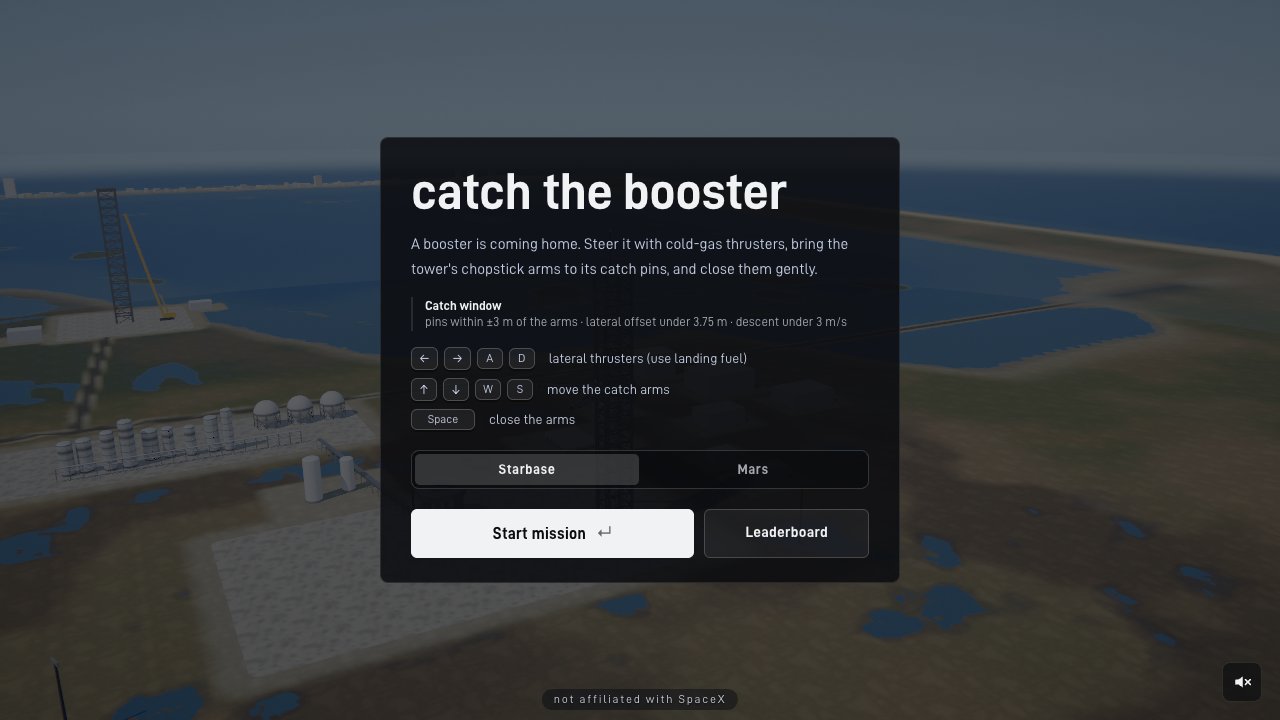 catch the booster
A booster is coming home. Steer it with cold-gas thrusters, bring the
tower's chopstick arms to its catch pins, and close them gently.
Catch window
pins within ±3 m of the arms · lateral offset under 3.75 m · descent under 3 m/s
← → A D lateral thrusters (use landing fuel)
↑ ↓ W S move the catch arms
Space close the arms
Starbase Mars
Start mission ↵ Leaderboard
not affiliated with SpaceX